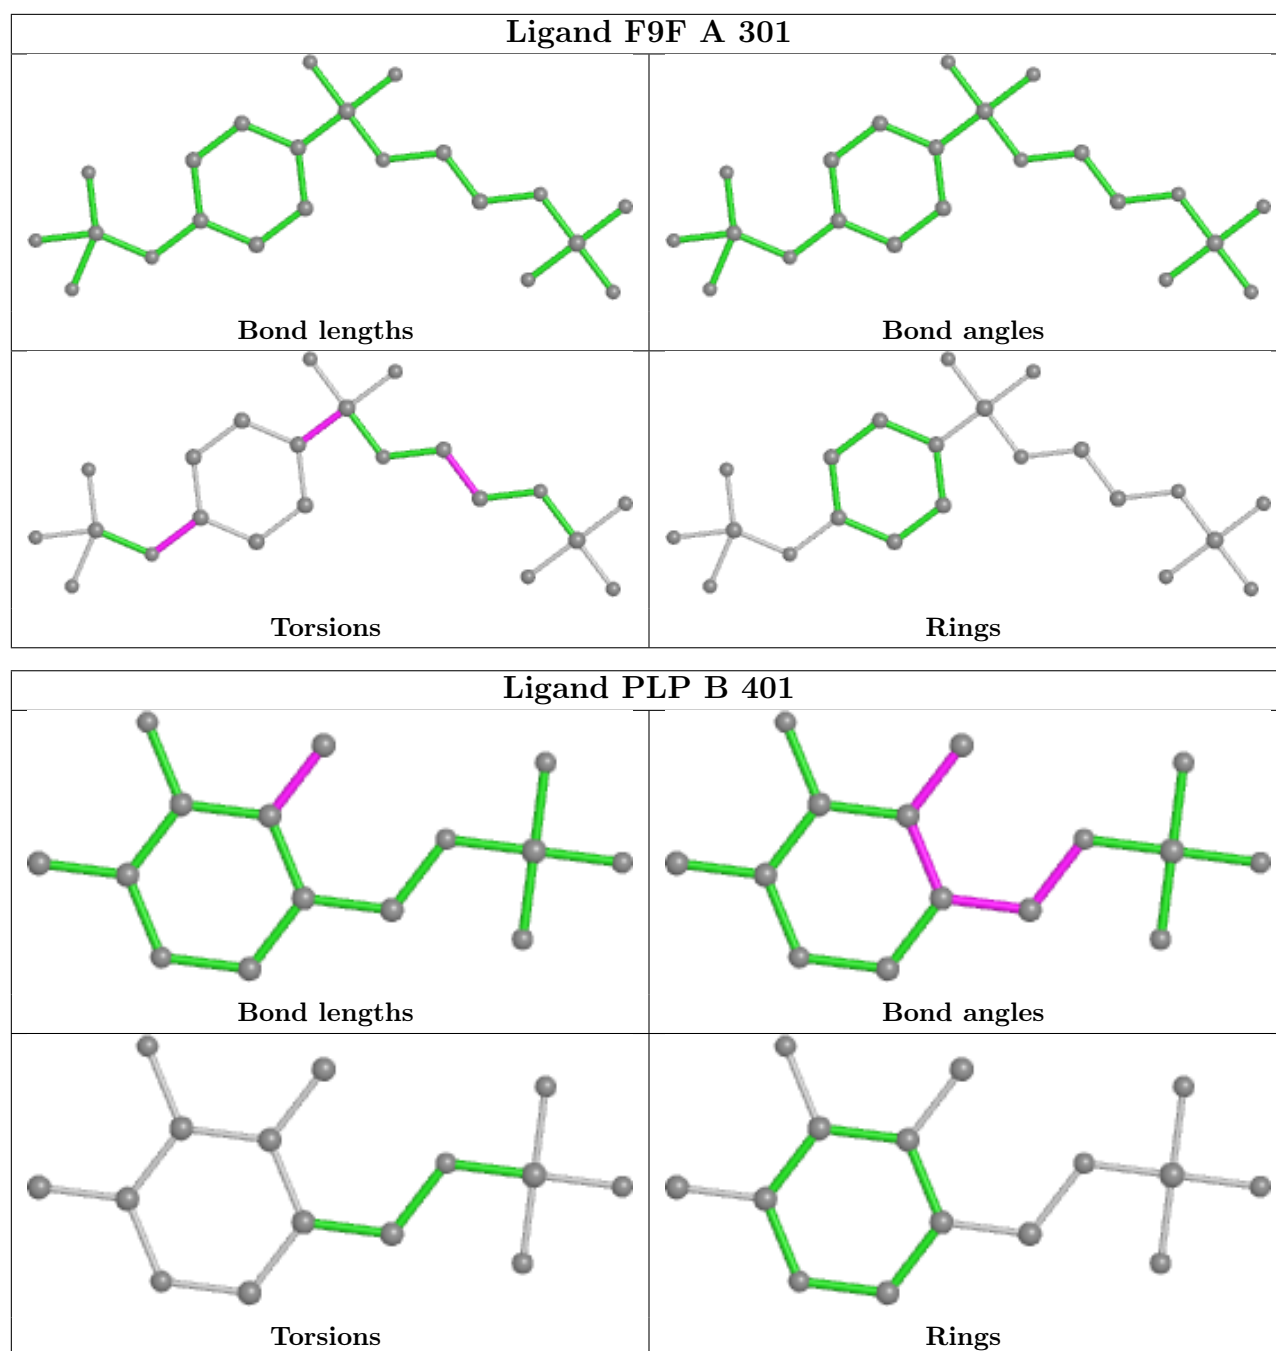 Ligand F9F A 301
Bond lengths
Bond angles
Torsions
Rings
Ligand PLP B 401
Bond lengths
Bond angles
Torsions
Rings